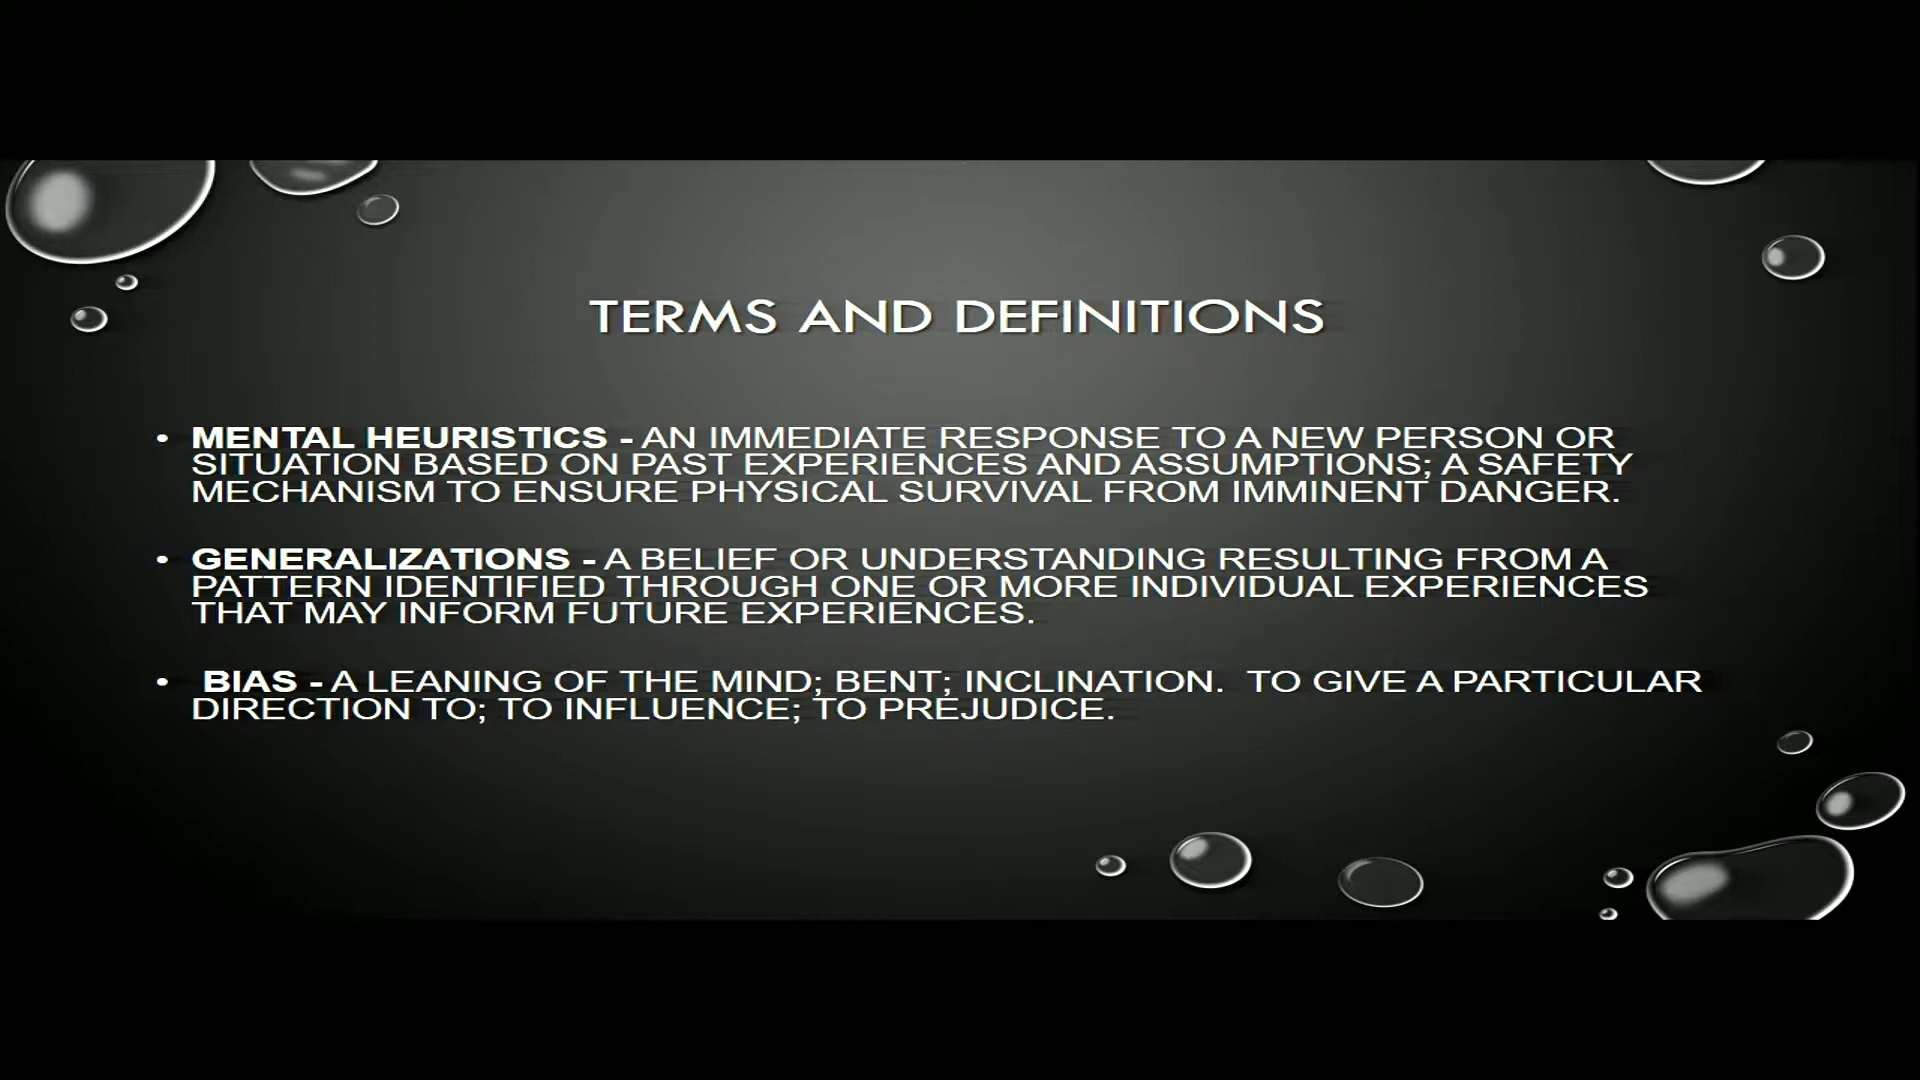 TERMS AND DEFINITIONS
• MENTAL HEURISTICS - AN IMMEDIATE RESPONSE TO A NEW PERSON OR
SITUATION BASED ON PAST EXPERIENCES AND ASSUMPTIONS; A SAFETY
MECHANISM TO ENSURE PHYSICAL SURVIVAL FROM IMMINENT DANGER.
• GENERALIZATIONS - A BELIEF OR UNDERSTANDING RESULTING FROM A
PATTERN IDENTIFIED THROUGH ONE OR MORE INDIVIDUAL EXPERIENCES
THAT MAY INFORM FUTURE EXPERIENCES.
• BIAS - A LEANING OF THE MIND; BENT; INCLINATION. TO GIVE A PARTICULAR
DIRECTION TO; TO INFLUENCE; TO PREJUDICE.